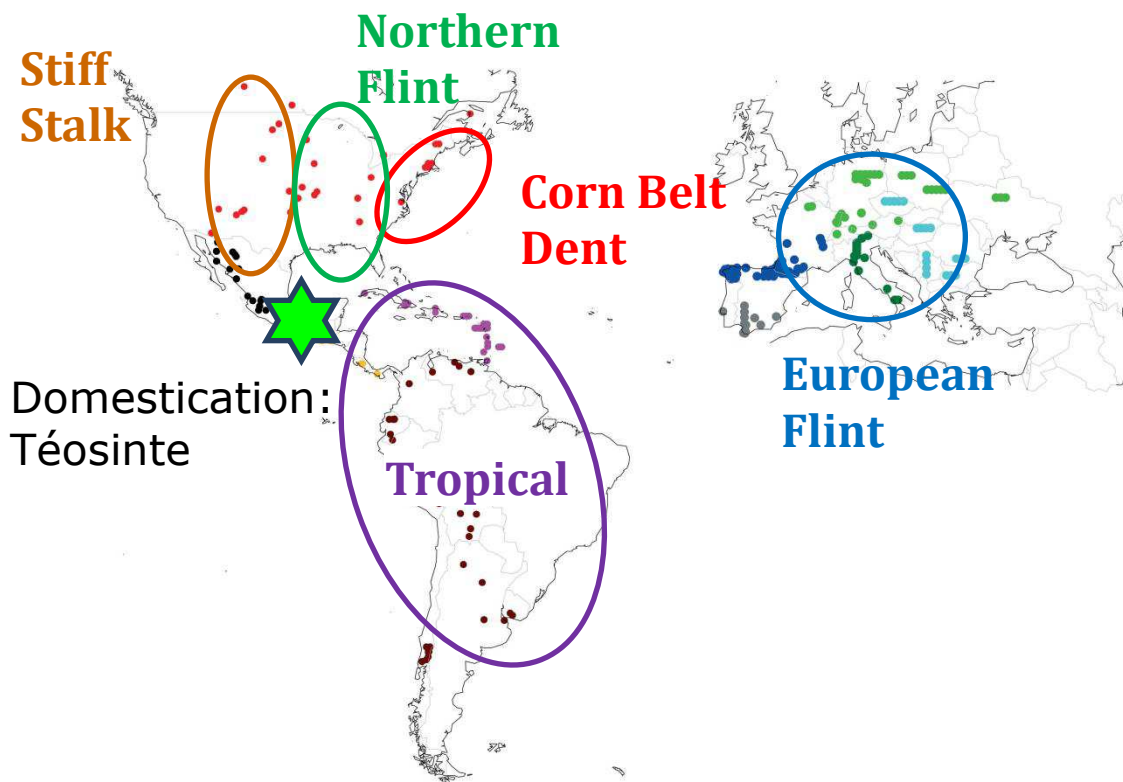 Stiff
Stalk
Northern
Flint
Corn Belt
Dent
Domestication:
Téosinte
Tropical
European
Flint